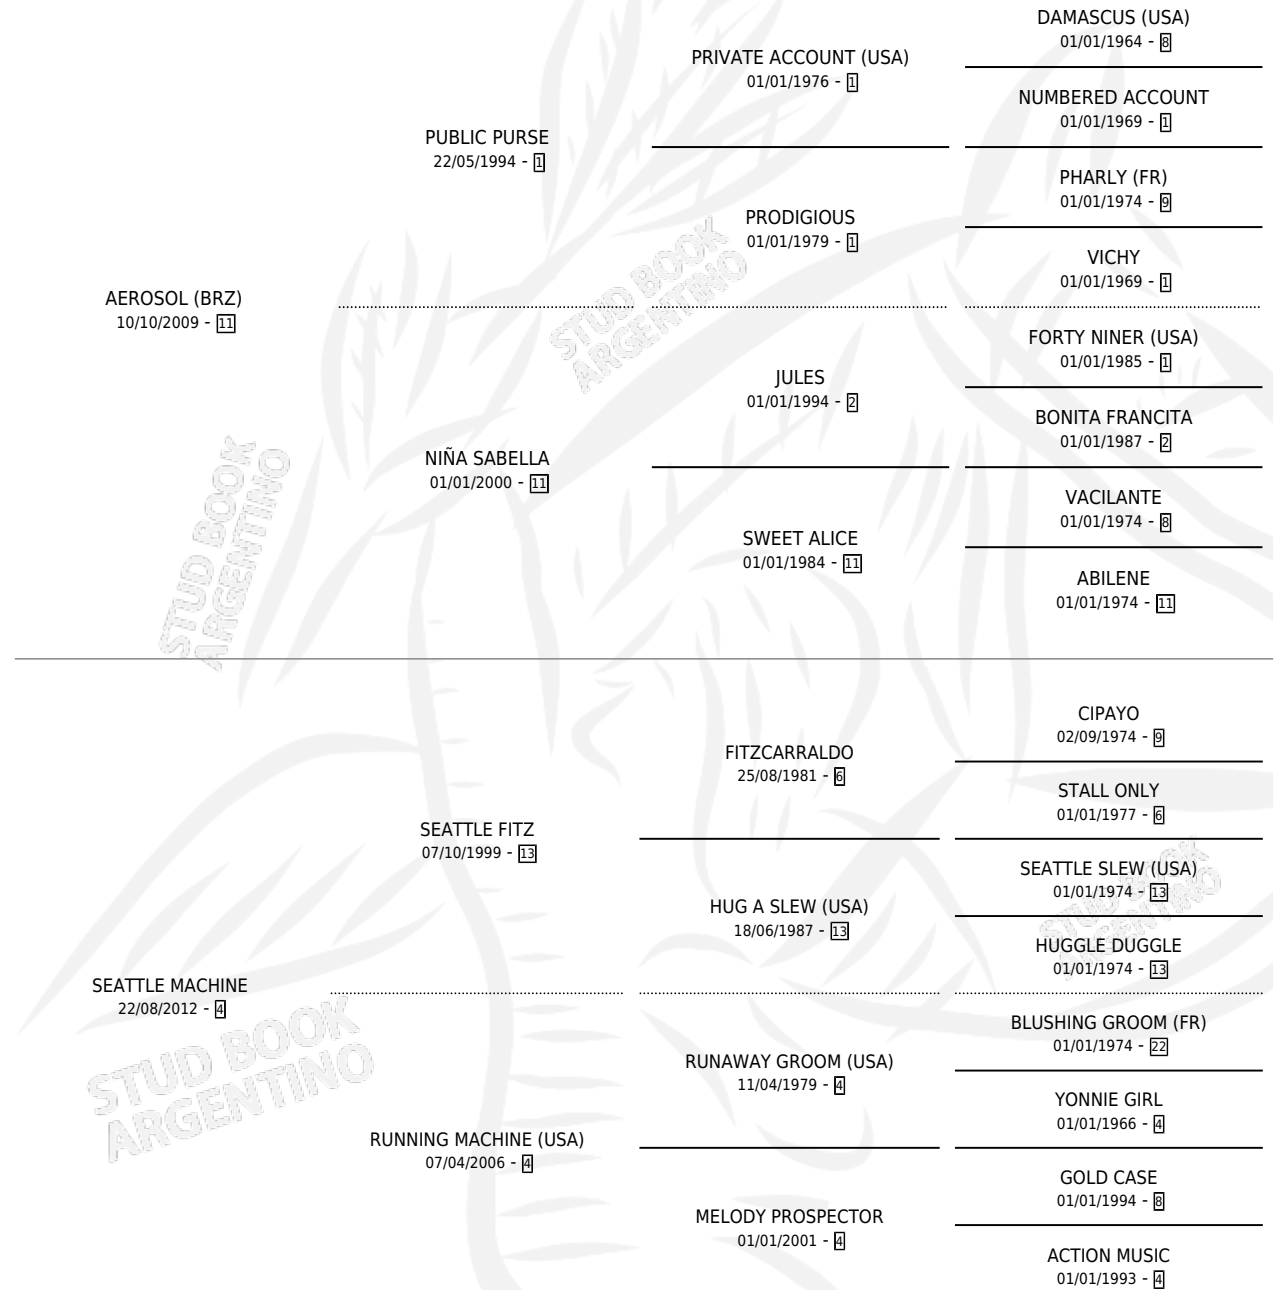 DAMASCUS (USA)
01/01/1964 - 8
PRIVATE ACCOUNT (USA)
01/01/1976 - 1
NUMBERED ACCOUNT
01/01/1969 - 1
PUBLIC PURSE
22/05/1994 - 1
PHARLY (FR)
01/01/1974 - 9
PRODIGIOUS
01/01/1979 - 1
VICHY
01/01/1969 - 1
AEROSOL (BRZ)
10/10/2009 - 11
FORTY NINER (USA)
01/01/1985 - 1
JULES
01/01/1994 - 2
BONITA FRANCITA
01/01/1987 - 2
NIÑA SABELLA
01/01/2000 - 11
VACILANTE
01/01/1974 - 8
SWEET ALICE
01/01/1984 - 11
ABILENE
01/01/1974 - 11
CIPAYO
02/09/1974 - 9
FITZCARRALDO
25/08/1981 - 6
STALL ONLY
01/01/1977 - 6
SEATTLE FITZ
07/10/1999 - 13
SEATTLE SLEW (USA)
01/01/1974 - 13
HUG A SLEW (USA)
18/06/1987 - 13
HUGGLE DUGGLE
01/01/1974 - 13
SEATTLE MACHINE
22/08/2012 - 4
BLUSHING GROOM (FR)
01/01/1974 - 22
RUNAWAY GROOM (USA)
11/04/1979 - 4
YONNIE GIRL
01/01/1966 - 4
RUNNING MACHINE (USA)
07/04/2006 - 4
GOLD CASE
01/01/1994 - 8
MELODY PROSPECTOR
01/01/2001 - 4
ACTION MUSIC
01/01/1993 - 4
STUD BOOK
ARGENTINO
STUD BOOK
ARGENTINO
STUD BOOK
ARGENTINO
STUD BOOK
ARGENTINO